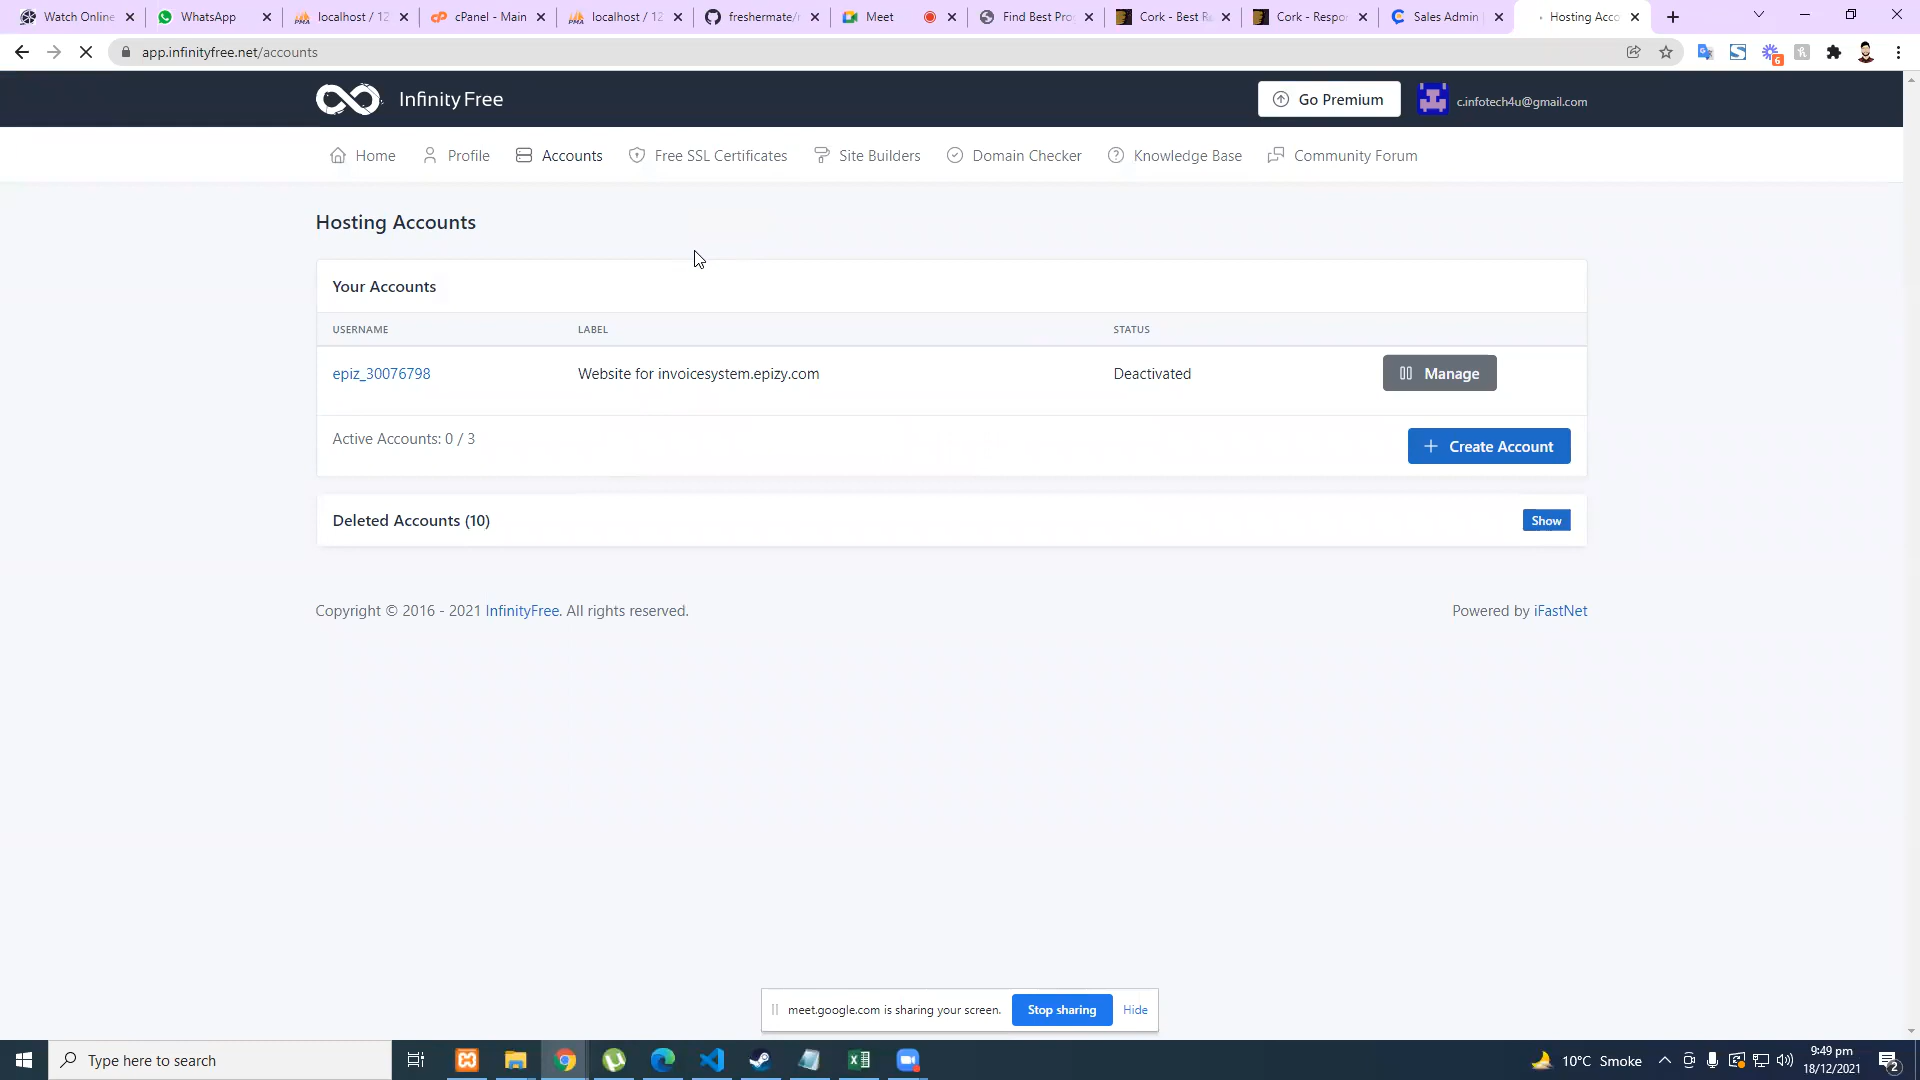 Watch Online
WhatsApp
localhost / 12
cPanel - Main
localhost / 12
freshermate/r
Meet
Find Best Pro
Cork - Best R
Cork - Respo
Sales Admin
Hosting Acco
app.infinityfree.net/accounts
6
Infinity Free
Go Premium
c.infotech4u@gmail.com
Home
Profile
Accounts
Free SSL Certificates
Site Builders
Domain Checker
Knowledge Base
Community Forum
Hosting Accounts
Your Accounts
USERNAME
LABEL
STATUS
epiz_30076798
Website for invoicesystem.epizy.com
Deactivated
Manage
Active Accounts: 0 / 3
Create Account
Deleted Accounts (10)
Show
Copyright © 2016 - 2021 InfinityFree. All rights reserved.
Powered by iFastNet
meet.google.com is sharing your screen.
Stop sharing
Hide
Type here to search
10°C Smoke
9:49 pm
18/12/2021
2